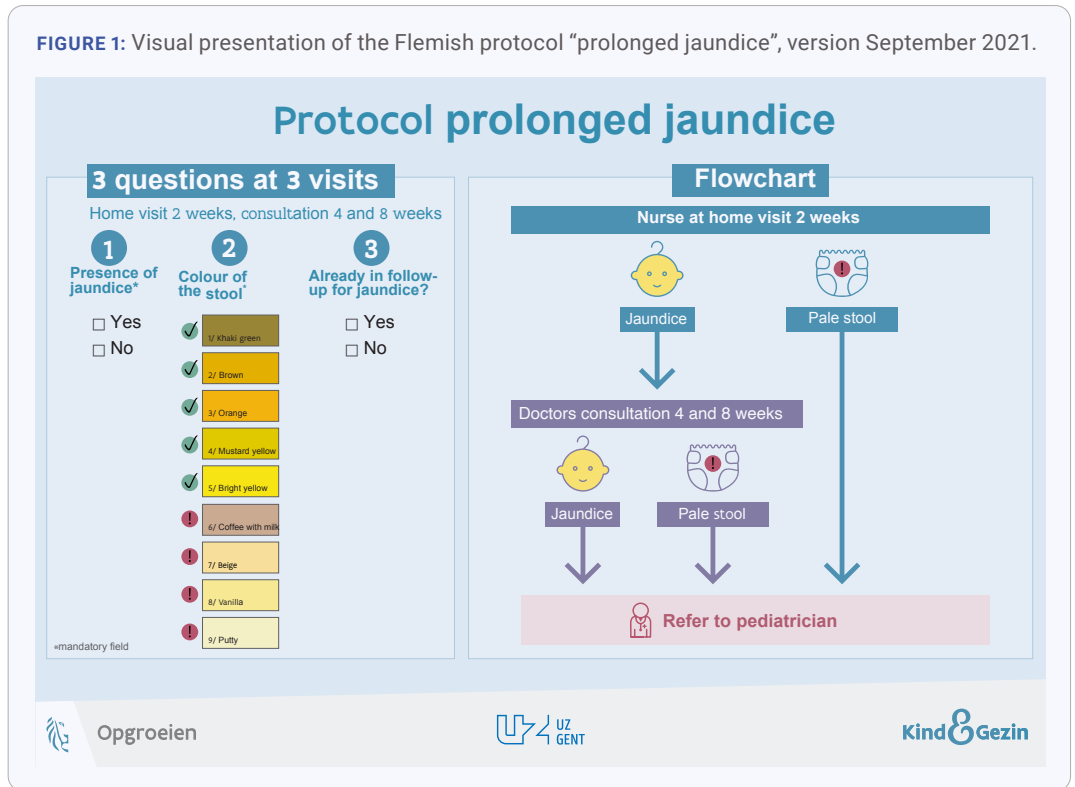 FIGURE 1: Visual presentation of the Flemish protocol “prolonged jaundice”, version September 2021.
Protocol prolonged jaundice
3 questions at 3 visits
Home visit 2 weeks, consultation 4 and 8 weeks
1
Presence of
jaundice*
Yes
No
2
Colour of
the stool*
1/ Khaki green
2/ Brown
3/ Orange
4/ Mustard yellow
5/ Bright yellow
6/ Coffee with milk
7/ Beige
8/ Vanilla
9/ Putty
3
Already in follow-
up for jaundice?
Yes
No
*mandatory field
Flowchart
Nurse at home visit 2 weeks
Jaundice
Pale stool
Doctors consultation 4 and 8 weeks
Jaundice
Pale stool
Refer to pediatrician
Opgroeien
UZ
GENT
Kind & Gezin